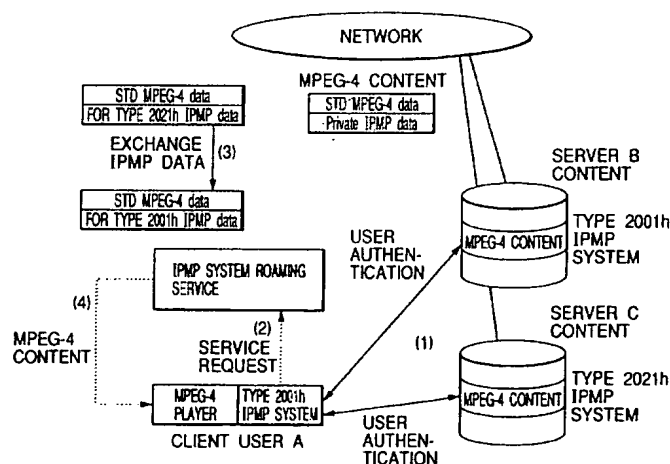 NETWORK
MPEG-4 CONTENT
STD MPEG-4 data
Private IPMP data
STD MPEG-4 data
FOR TYPE 2021h IPMP data
EXCHANGE
IPMP DATA
(3)
STD MPEG-4 data
FOR TYPE 2001h IPMP data
SERVER B
CONTENT
MPEG-4 CONTENT
TYPE 2001h
IPMP
SYSTEM
USER
AUTHEN-
TICATION
IPMP SYSTEM ROAMING
SERVICE
(4)
(2)
(1)
MPEG-4
CONTENT
SERVICE
REQUEST
SERVER C
CONTENT
MPEG-4 CONTENT
TYPE 2021h
IPMP
SYSTEM
MPEG-4
PLAYER
TYPE 2001h
IPMP SYSTEM
CLIENT USER A
USER
AUTHEN-
TICATION